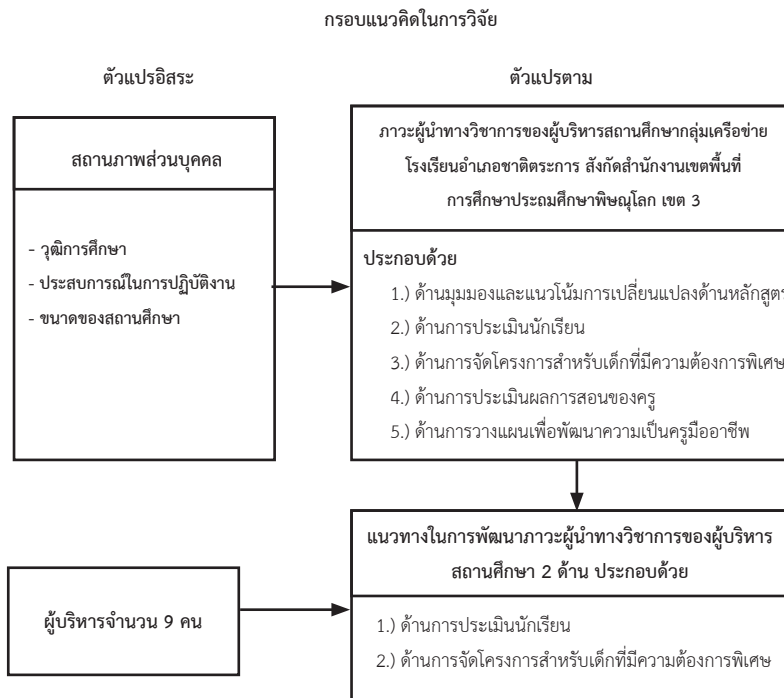 กรอบแนวคิดในการวิจัย
ตัวแปรอิสระ
ตัวแปรตาม
สถานภาพส่วนบุคคล
- วุฒิการศึกษา
- ประสบการณ์ในการปฏิบัติงาน
- ขนาดของสถานศึกษา
ภาวะผู้นำทางวิชาการของผู้บริหารสถานศึกษากลุ่มเครือข่าย
โรงเรียนอำเภอชาติตระการ สังกัดสำนักงานเขตพื้นที่
การศึกษาประถมศึกษาพิษณุโลก เขต 3
ประกอบด้วย
1.) ด้านมุมมองและแนวโน้มการเปลี่ยนแปลงด้านหลักสูตร
2.) ด้านการประเมินนักเรียน
3.) ด้านการจัดโครงการสำหรับเด็กที่มีความต้องการพิเศษ
4.) ด้านการประเมินผลการสอนของครู
5.) ด้านการวางแผนเพื่อพัฒนาความเป็นครูมืออาชีพ
ผู้บริหารจำนวน 9 คน
แนวทางในการพัฒนาภาวะผู้นำทางวิชาการของผู้บริหาร
สถานศึกษา 2 ด้าน ประกอบด้วย
1.) ด้านการประเมินนักเรียน
2.) ด้านการจัดโครงการสำหรับเด็กที่มีความต้องการพิเศษ